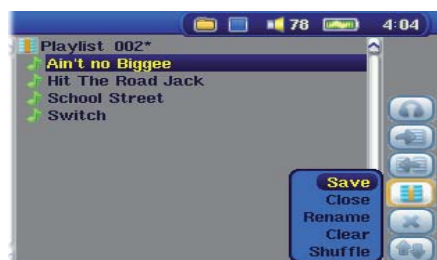 78 4:04
Playlist 002*
Ain't no Biggee
Hit The Road Jack
School Street
Switch
Save
Close
Rename
Clear
Shuffle